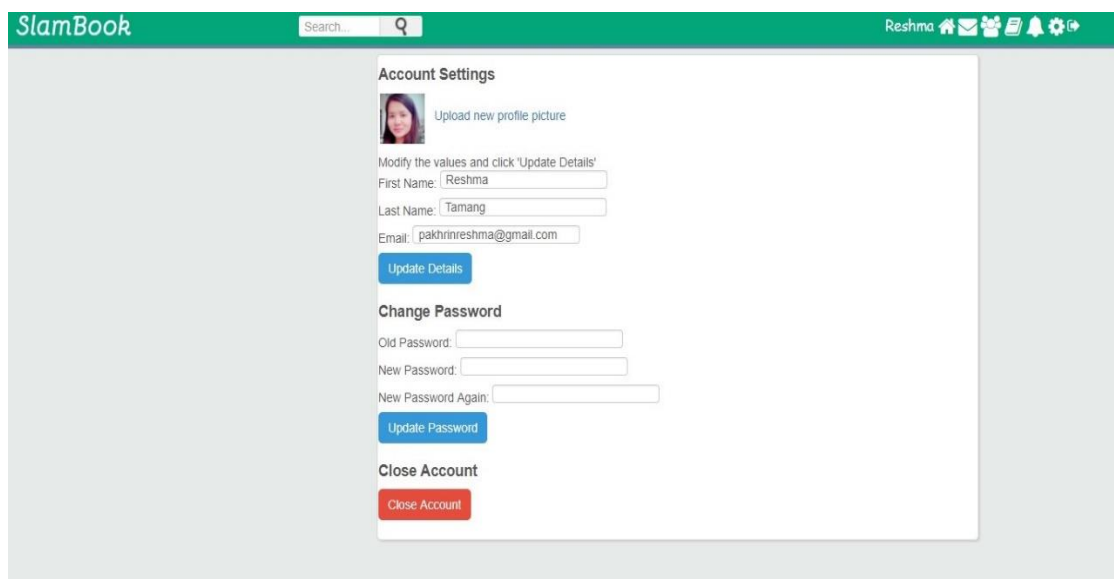 SlamBook Search... Reshma
Account Settings
Upload new profile picture
Modify the values and click 'Update Details'
First Name: Reshma
Last Name: Tamang
Email: pakhrinreshma@gmail.com
Update Details
Change Password
Old Password:
New Password:
New Password Again:
Update Password
Close Account
Close Account